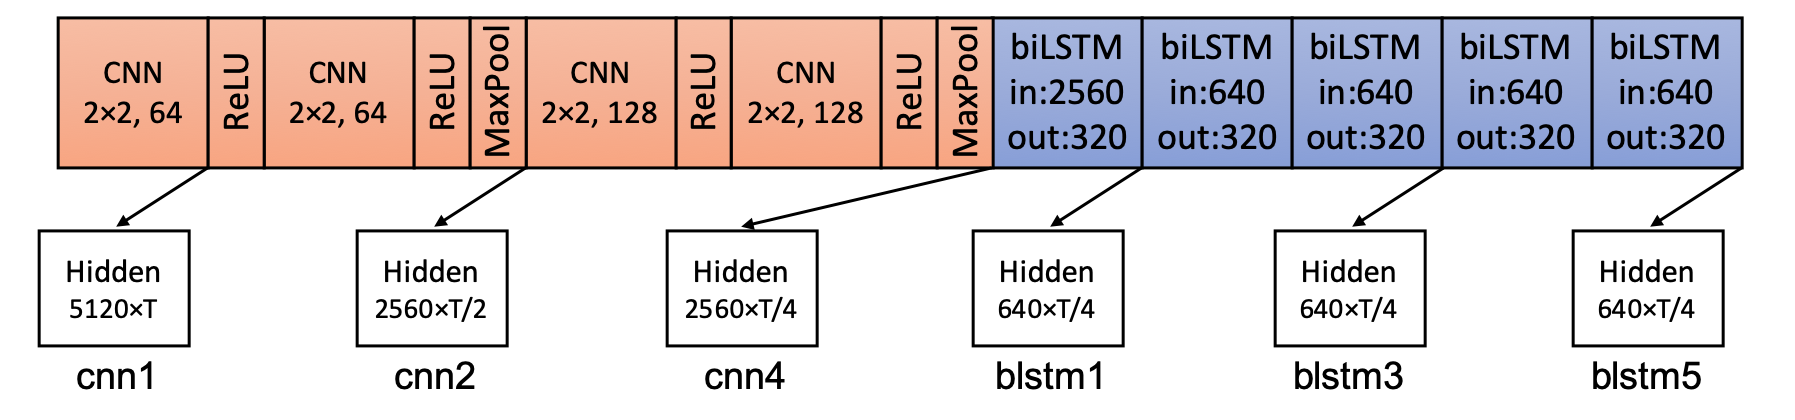 CNN
2×2, 64
ReLU
CNN
2×2, 64
ReLU
MaxPool
CNN
2×2, 128
ReLU
CNN
2×2, 128
ReLU
MaxPool
biLSTM
in:2560
out:320
biLSTM
in:640
out:320
biLSTM
in:640
out:320
biLSTM
in:640
out:320
biLSTM
in:640
out:320
Hidden
5120×T
cnn1
Hidden
2560×T/2
cnn2
Hidden
2560×T/4
cnn4
Hidden
640×T/4
blstm1
Hidden
640×T/4
blstm3
Hidden
640×T/4
blstm5